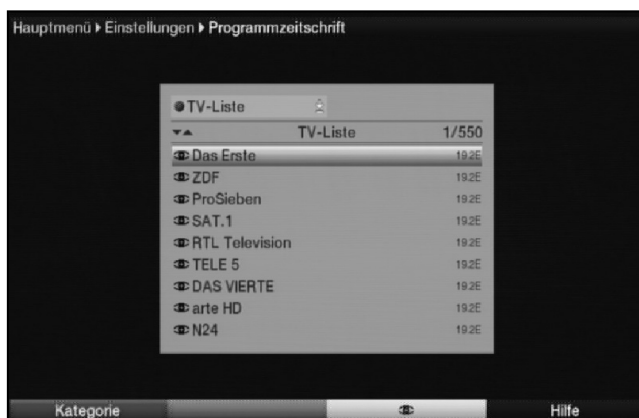 Hauptmenü Einstellungen Programmzeitschrift
TV-Liste
TV-Liste 1/550
Das Erste 19.2E
ZDF 19.2E
ProSieben 19.2E
SAT.1 19.2E
RTL Television 19.2E
TELE 5 19.2E
DAS VIERTE 19.2E
arte HD 19.2E
N24 19.2E
Kategorie Hilfe